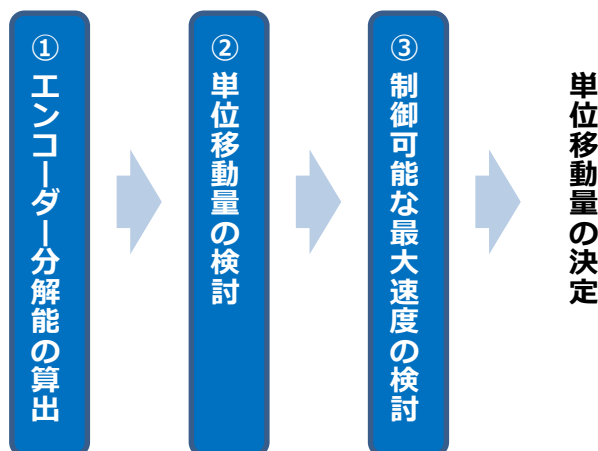 ①エンコーダー分解能の算出
②単位移動量の検討
③制御可能な最大速度の検討
単位移動量の決定